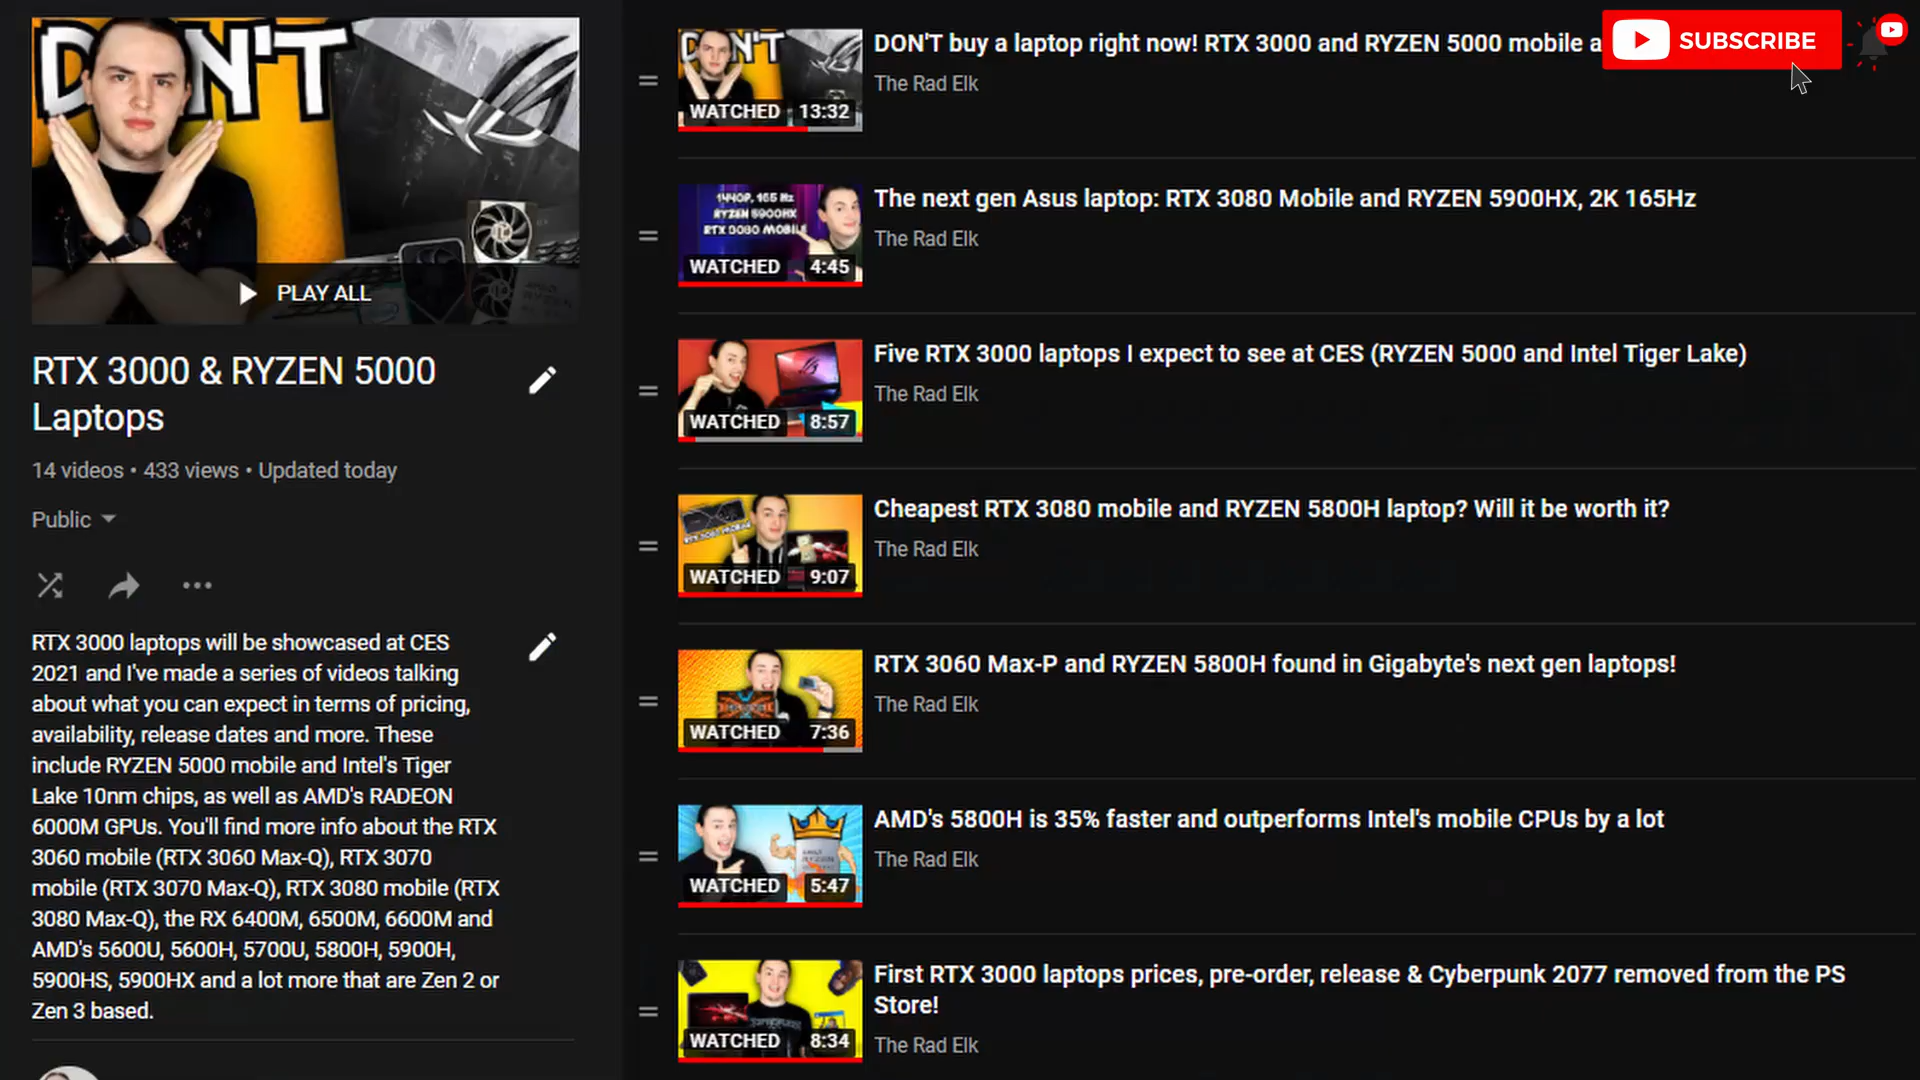 DON'T
PLAY ALL
RTX 3000 & RYZEN 5000
Laptops
14 videos • 433 views • Updated today
Public
RTX 3000 laptops will be showcased at CES
2021 and I've made a series of videos talking
about what you can expect in terms of pricing,
availability, release dates and more. These
include RYZEN 5000 mobile and Intel's Tiger
Lake 10nm chips, as well as AMD's RADEON
6000M GPUs. You'll find more info about the RTX
3060 mobile (RTX 3060 Max-Q), RTX 3070
mobile (RTX 3070 Max-Q), RTX 3080 mobile (RTX
3080 Max-Q), the RX 6400M, 6500M, 6600M and
AMD's 5600U, 5600H, 5700U, 5800H, 5900H,
5900HS, 5900HX and a lot more that are Zen 2 or
Zen 3 based.
DON'T
WATCHED 13:32
DON'T buy a laptop right now! RTX 3000 and RYZEN 5000 mobile a
The Rad Elk
SUBSCRIBE
1440P, 165 Hz
RYZEN 5900HX
RTX 3080 MOBILE
WATCHED 4:45
The next gen Asus laptop: RTX 3080 Mobile and RYZEN 5900HX, 2K 165Hz
The Rad Elk
WATCHED 8:57
Five RTX 3000 laptops I expect to see at CES (RYZEN 5000 and Intel Tiger Lake)
The Rad Elk
RTX 3080 MOBILE
WATCHED 9:07
Cheapest RTX 3080 mobile and RYZEN 5800H laptop? Will it be worth it?
The Rad Elk
WATCHED 7:36
RTX 3060 Max-P and RYZEN 5800H found in Gigabyte's next gen laptops!
The Rad Elk
WATCHED 5:47
AMD's 5800H is 35% faster and outperforms Intel's mobile CPUs by a lot
The Rad Elk
WATCHED 8:34
First RTX 3000 laptops prices, pre-order, release & Cyberpunk 2077 removed from the PS
Store!
The Rad Elk